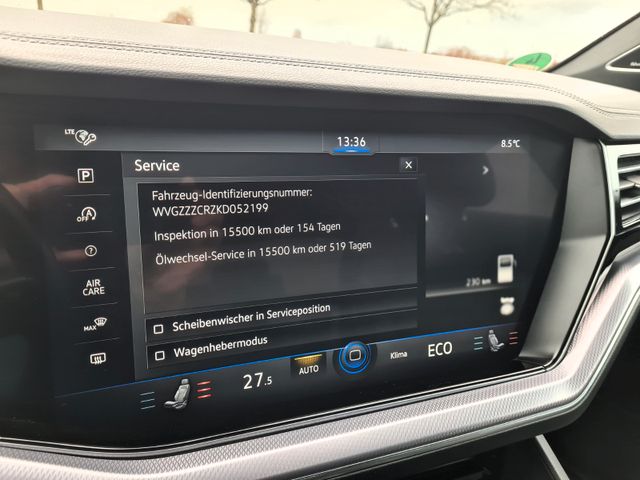 LTE
13:36
8.5°C
Service
Fahrzeug-Identifizierungsnummer:
WVGZZZCRZKD052199
Inspektion in 15500 km oder 154 Tagen
Ölwechsel-Service in 15500 km oder 519 Tagen
Scheibenwischer in Serviceposition
Wagenhebermodus
P
OFF
AIR
CARE
MAX
230 km
27.5
AUTO
Klima
ECO